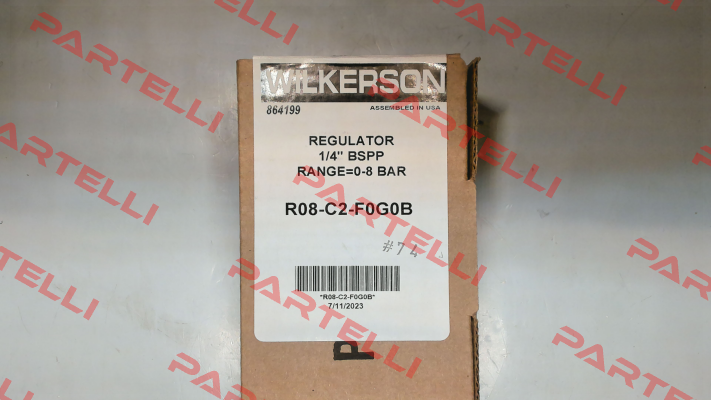 WILKERSON
864199 ASSEMBLED IN USA
REGULATOR
1/4" BSPP
RANGE=0-8 BAR
R08-C2-F0G0B
#74
*R08-C2-F0G0B*
7/11/2023
P
PARTELLI
PARTELLI
PARTELLI
PARTELLI
PARTELLI
PARTELLI
PARTELLI
PARTELLI
PARTELLI